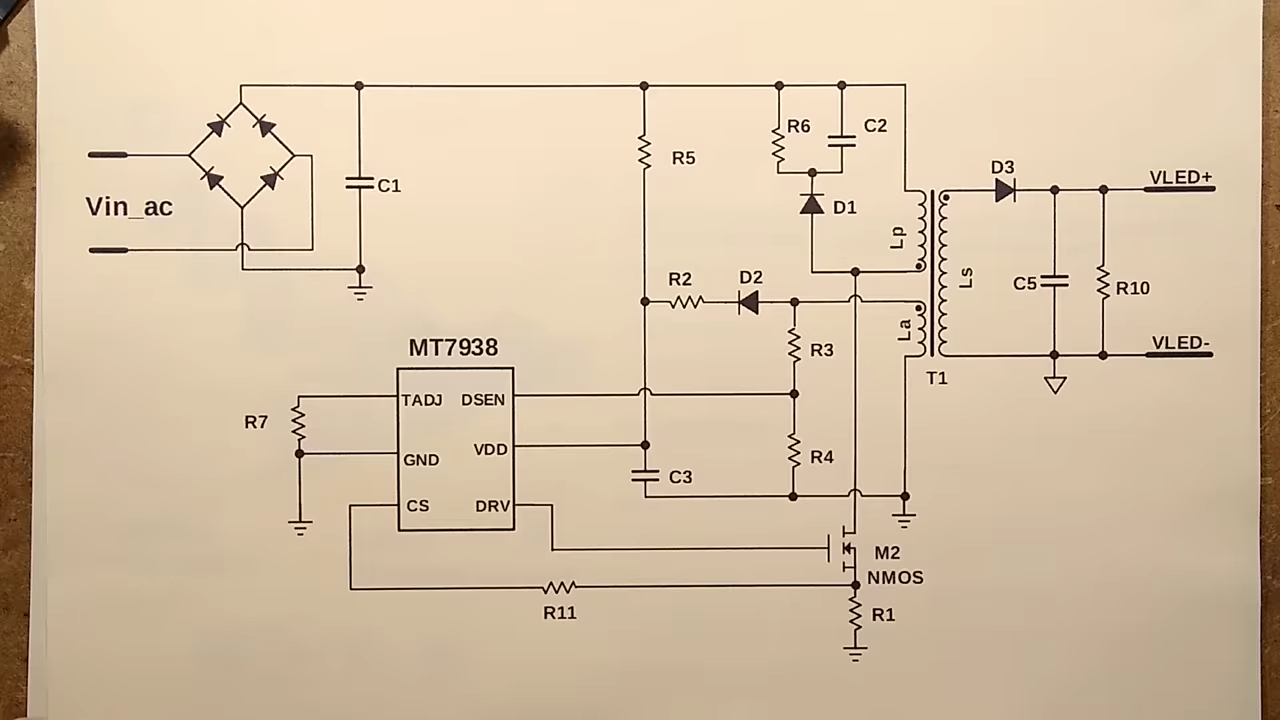 Vin_ac
C1
R5
R6
C2
D1
Lp
Ls
La
T1
D3
VLED+
C5
R10
VLED-
R2
D2
R3
R4
C3
MT7938
TADJ
DSEN
GND
VDD
CS
DRV
R7
R11
M2
NMOS
R1